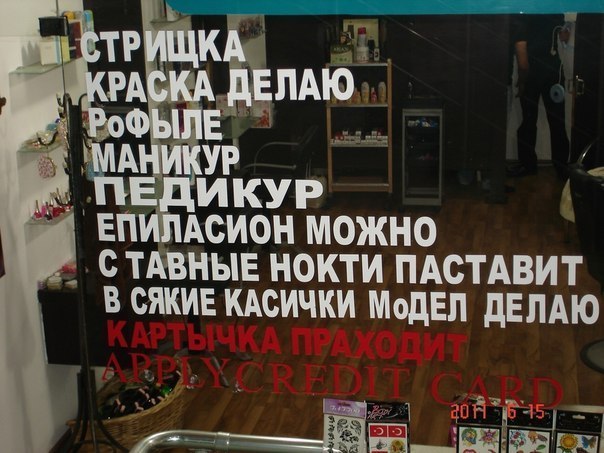 СТРИЩКА
КРАСКА ДЕЛАЮ
РоФЫЛЕ
МАНИКУР
ПЕДИКУР
ЕПИЛАСИОН МОЖНО
С ТАВНЫЕ НОКТИ ПАСТАВИТ
В СЯКИЕ КАСИЧКИ МоДЕЛ ДЕЛАЮ
КАРТЫЧКА ПРАХОДИТ
APPLY CREDIT CARD
2011 6 15